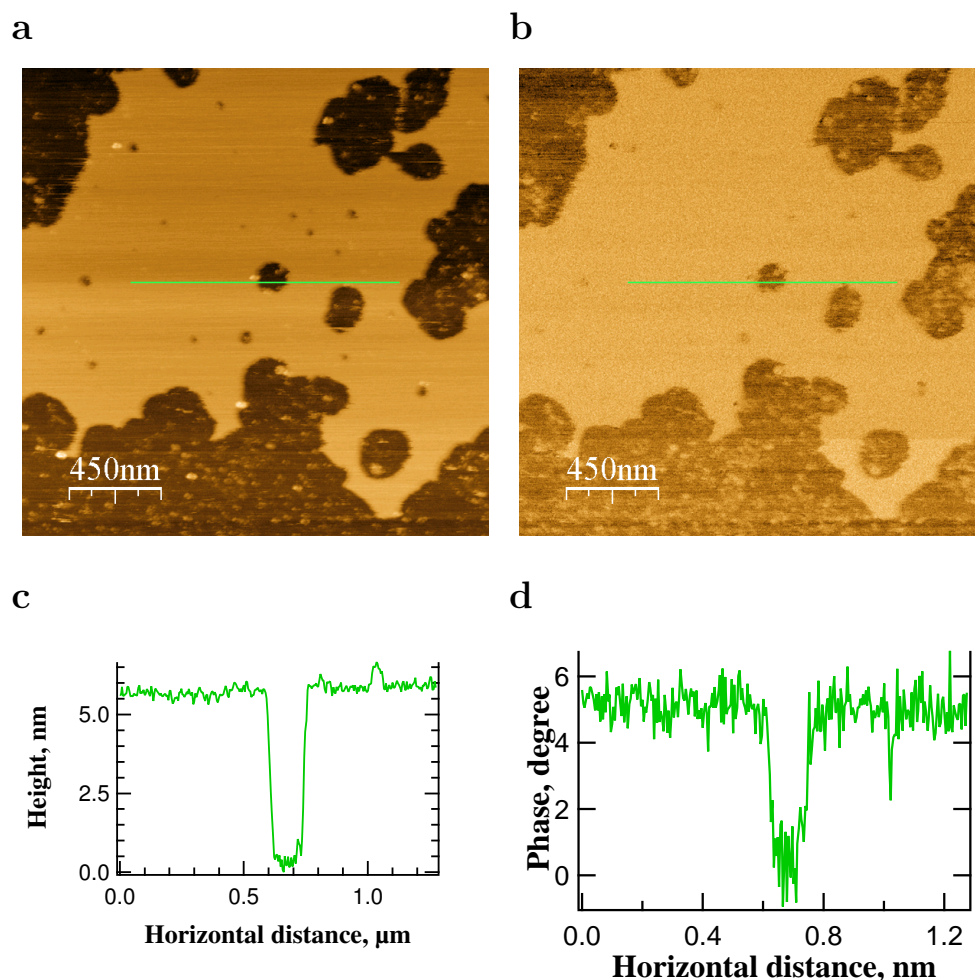 a
b
450nm
450nm
c
d
Height, nm
5.0
2.5
0.0
0.0
0.5
1.0
Horizontal distance, µm
Phase, degree
6
4
2
0
0.0
0.4
0.8
1.2
Horizontal distance, nm